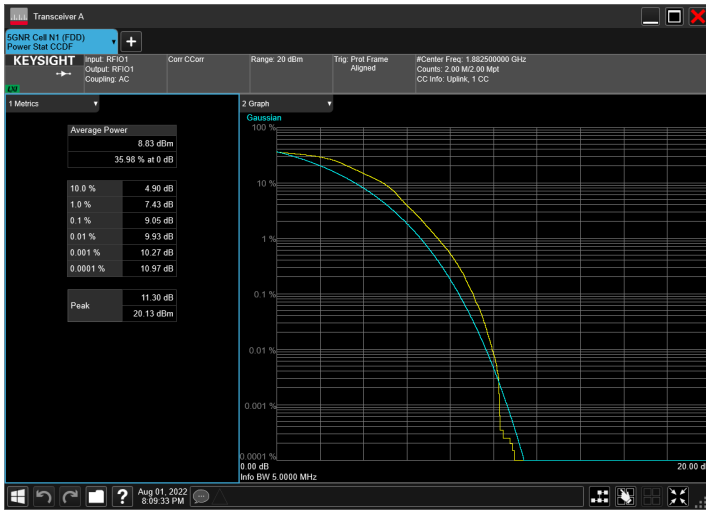 Transceiver A
5GNR Cell N1 (FDD)
Power Stat CCDF
KEYSIGHT
LXI
Input: RFIO1
Output: RFIO1
Coupling: AC
Corr CCorr
Range: 20 dBm
Trig: Prot Frame
Aligned
#Center Freq: 1.882500000 GHz
Counts: 2.00 M/2.00 Mpt
CC Info: Uplink, 1 CC
1 Metrics
Average Power
8.83 dBm
35.98 % at 0 dB
10.0 % 4.90 dB
1.0 % 7.43 dB
0.1 % 9.05 dB
0.01 % 9.93 dB
0.001 % 10.27 dB
0.0001 % 10.97 dB
Peak
11.30 dB
20.13 dBm
2 Graph
Gaussian
100 %
10 %
1 %
0.1 %
0.01 %
0.001 %
0.0001 %
0.00 dB 20.00 d
Info BW 5.0000 MHz
?
Aug 01, 2022
8:09:33 PM